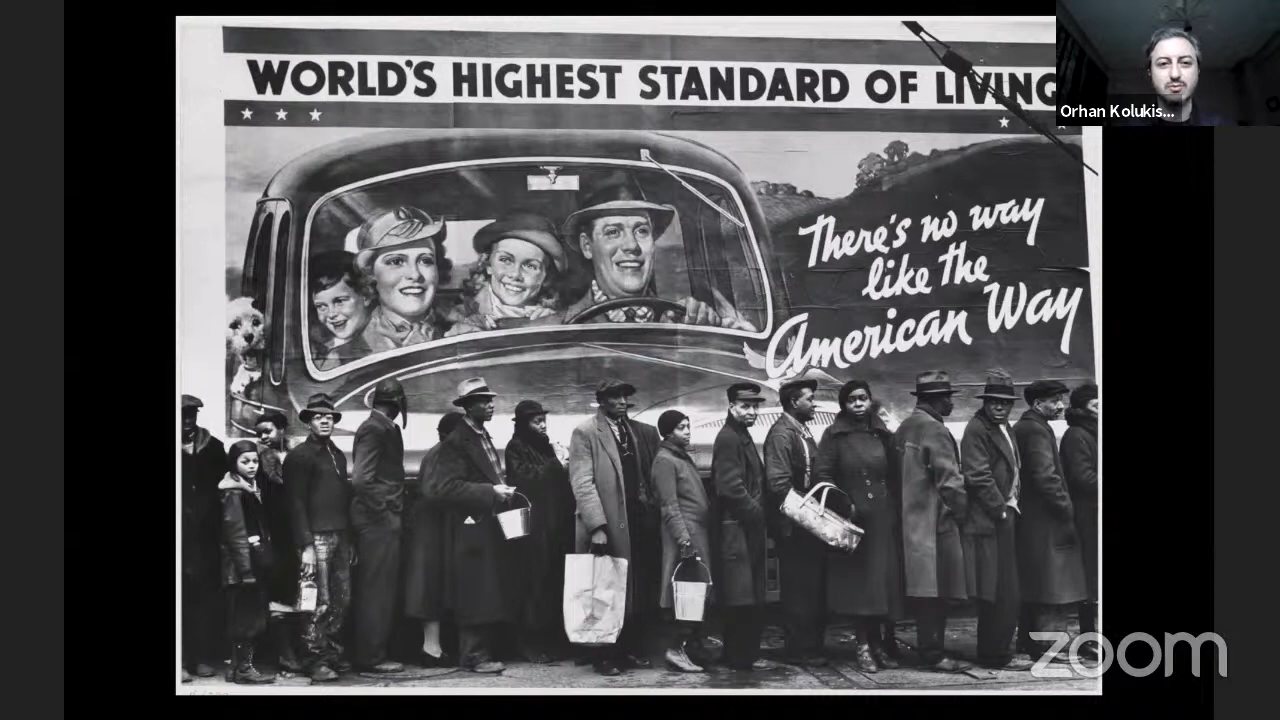 WORLD'S HIGHEST STANDARD OF LIVING
There's no way
like the
American Way
Orhan Kolukis...
zoom